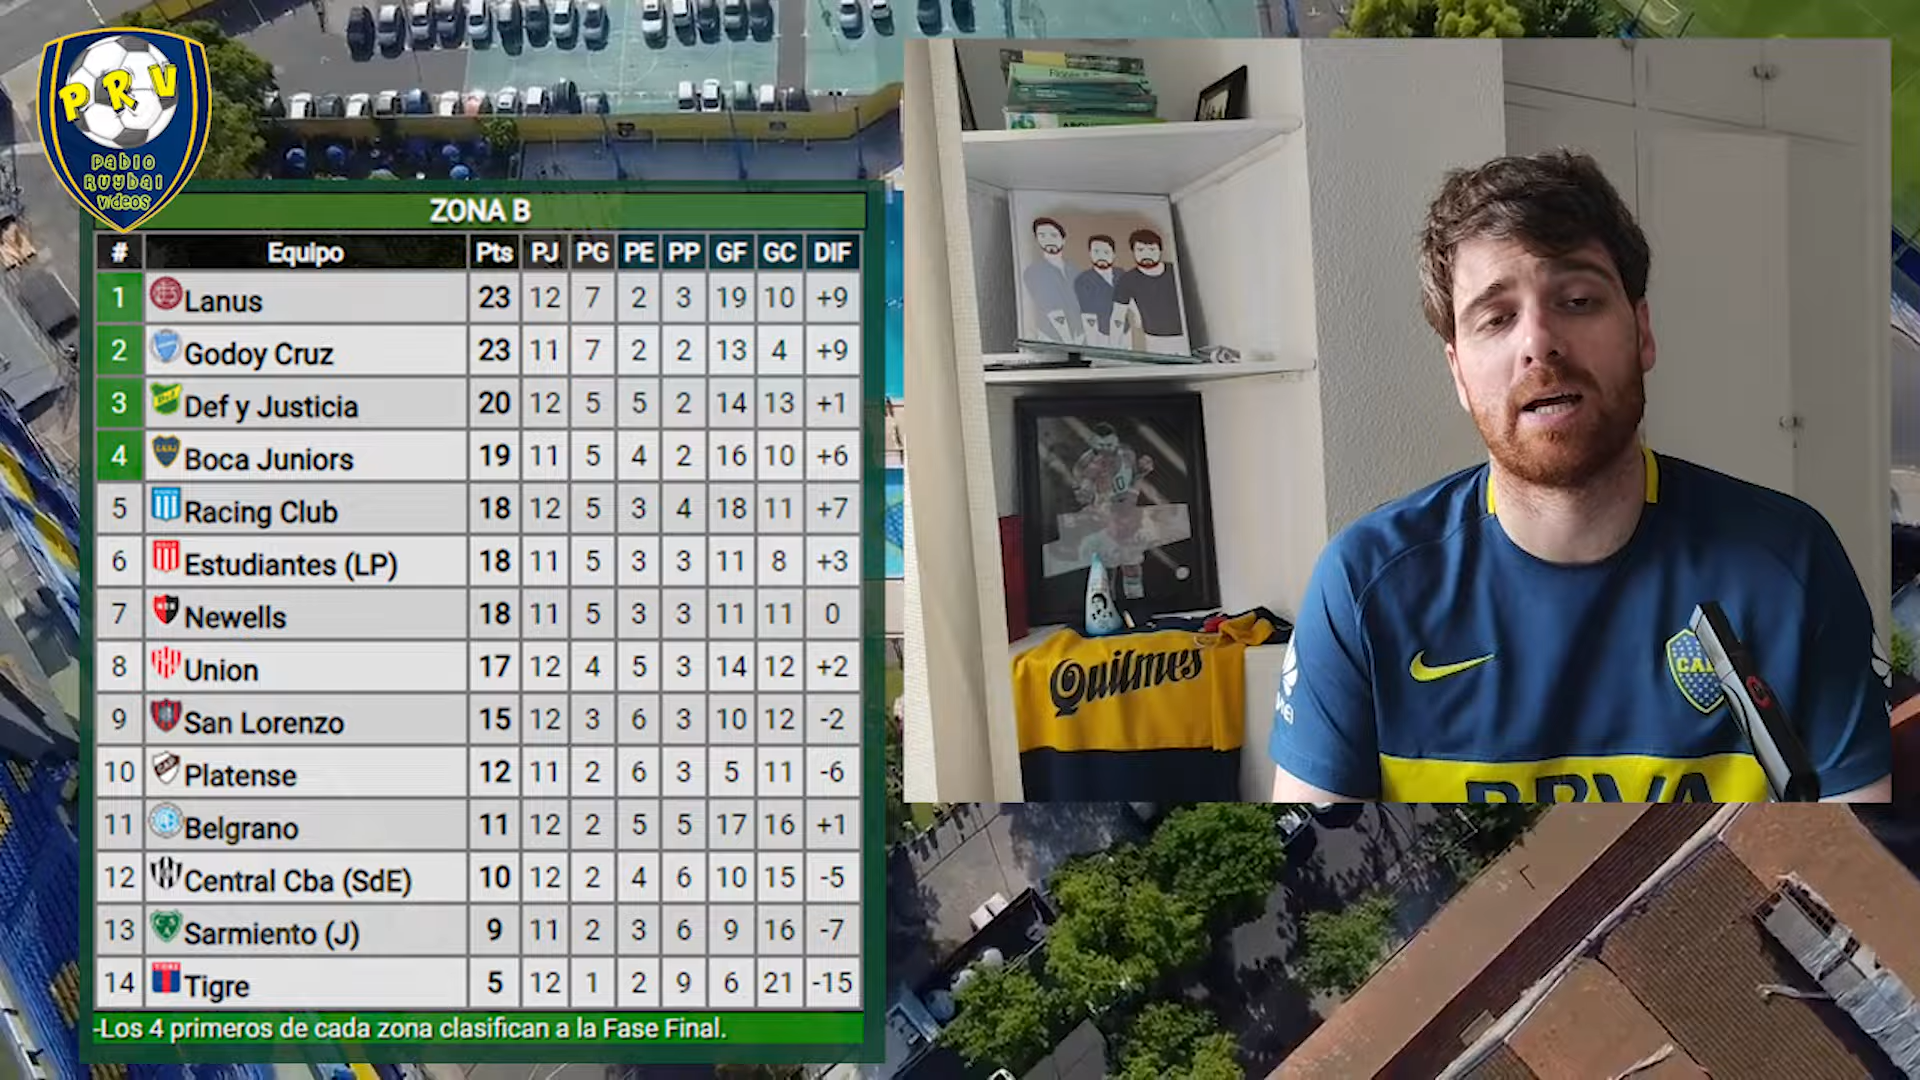 PRV
Pablo
Ruybal
Videos
ZONA B
# Equipo Pts PJ PG PE PP GF GC DIF
1 Lanus 23 12 7 2 3 19 10 +9
2 Godoy Cruz 23 11 7 2 2 13 4 +9
3 Def y Justicia 20 12 5 5 2 14 13 +1
4 Boca Juniors 19 11 5 4 2 16 10 +6
5 Racing Club 18 12 5 3 4 18 11 +7
6 Estudiantes (LP) 18 11 5 3 3 11 8 +3
7 Newells 18 11 5 3 3 11 11 0
8 Union 17 12 4 5 3 14 12 +2
9 San Lorenzo 15 12 3 6 3 10 12 -2
10 Platense 12 11 2 6 3 5 11 -6
11 Belgrano 11 12 2 5 5 17 16 +1
12 Central Cba (SdE) 10 12 2 4 6 10 15 -5
13 Sarmiento (J) 9 11 2 3 6 9 16 -7
14 Tigre 5 12 1 2 9 6 21 -15
-Los 4 primeros de cada zona clasifican a la Fase Final.
Quilmes
10
BBVA